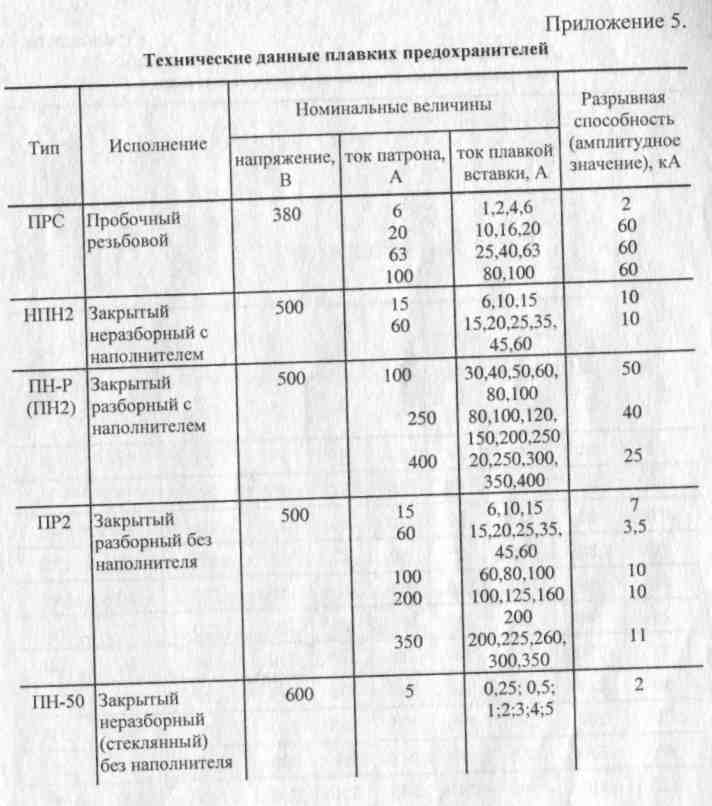 Приложение 5.
Технические данные плавких предохранителей
Тип Исполнение Номинальные величины Разрывная способность (амплитудное значение), кА
напряжение, В ток патрона, А ток плавкой вставки, А
ПРС Пробочный 380 6 1,2,4,6 2
резьбовой 20 10,16,20 60
63 25,40,63 60
100 80,100 60
НПН2 Закрытый 500 15 6,10,15 10
неразборный с 60 15,20,25,35, 10
наполнителем 45,60
ПН-Р Закрытый 500 100 30,40,50,60, 50
(ПН2) разборный с 80,100
наполнителем 250 80,100,120, 40
150,200,250
400 20,250,300, 25
350,400
ПР2 Закрытый 500 15 6,10,15 7
разборный без 60 15,20,25,35, 3,5
наполнителя 45,60
100 60,80,100 10
200 100,125,160 10
200
350 200,225,260, 11
300,350
ПН-50 Закрытый 600 5 0,25; 0,5; 2
неразборный 1;2;3;4;5
(стеклянный)
без наполнителя